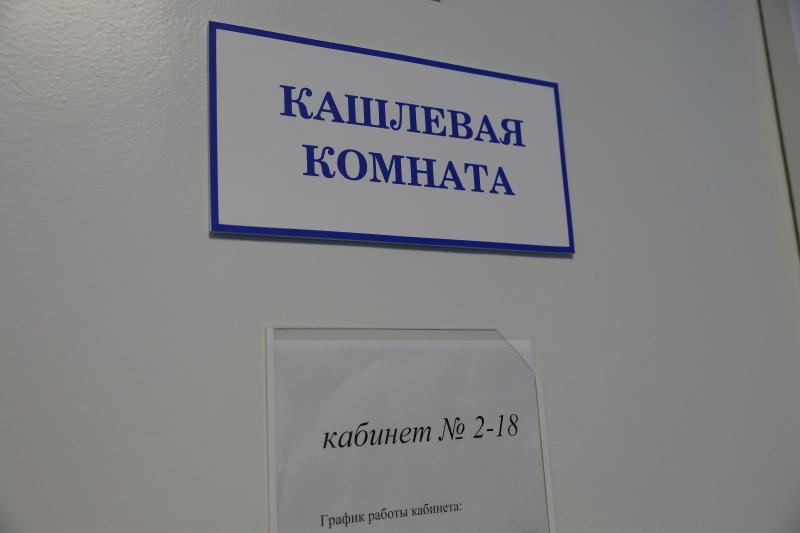 КАШЛЕВАЯ
КОМНАТА
кабинет № 2-18
График работы кабинета: